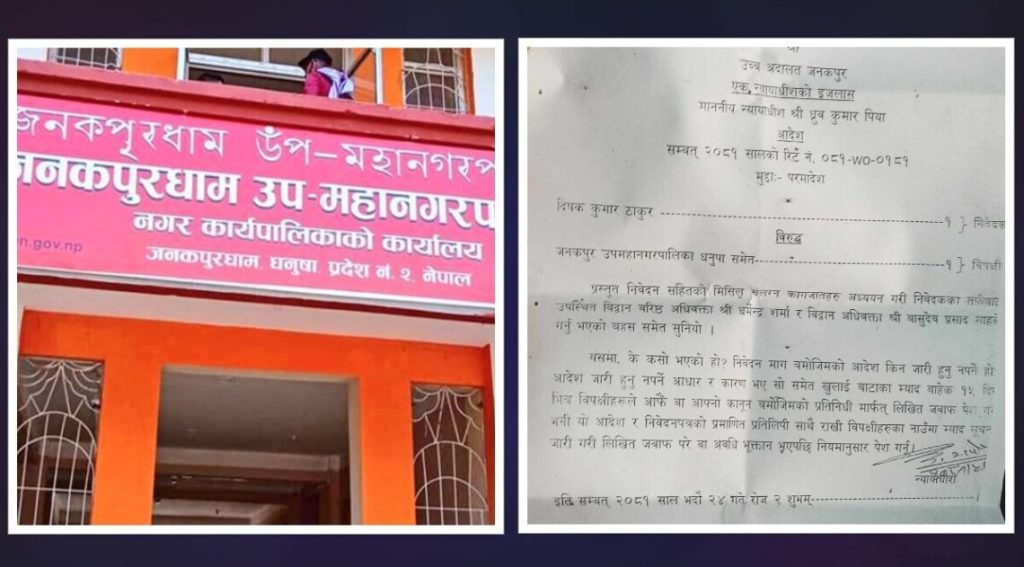 जनकपुरधाम उँप-महानगरप
जनकपुरधाम उप-महानगरप
नगर कार्यपालिकाको कार्यालय
n.gov.np
जनकपुरधाम, धनुषा, प्रदेश नं. २, नेपाल
श्री
उच्च अदालत जनकपुर
एक न्यायाधीशको इजलास
माननीय न्यायाधीश श्री ध्रुव कुमार पिया
आदेश
सम्वत् २०८१ सालको रिट नं. ०८१-WO-०१८१
मुद्दाः- परमादेश
दिपक कुमार ठाकुर ------------------------------------ १ } निवेदक
विरुद्ध
जनकपुर उपमहानगरपालिका धनुषा समेत-------------------- १ } विपक्षी
प्रस्तुत निवेदन सहितको मिसिल संलग्न कागजातहरु अध्ययन गरी निवेदकका तर्फबाट
उपस्थित विद्वान वरिष्ठ अधिवक्ता श्री धर्मेन्द्र शर्मा र विद्वान अधिवक्ता श्री वासुदेव प्रसाद साहले
गर्नु भएको बहस समेत सुनियो ।
यसमा, के कसो भएको हो? निवेदन माग बमोजिमको आदेश किन जारी हुनु नपर्ने हो
आदेश जारी हुनु नपर्ने आधार र कारण भए सो समेत खुलाई बाटाका म्याद बाहेक १५ दि
भित्र विपक्षीहरुले आफै वा आफ्नो कानून बमोजिमको प्रतिनिधी मार्फत् लिखित जवाफ पेश
भनी यो आदेश र निवेदनपत्रको प्रमाणित प्रतिलिपी साथै राखी विपक्षीहरुका नाउँमा म्याद
जारी गरी लिखित जवाफ परे वा अवधि भूक्तान भएपछि नियमानुसार पेश गर्नु।
न्यायाधीश
इति सम्वत् २०८१ साल भदौ २४ गते रोज २ शुभम्--------------------------------